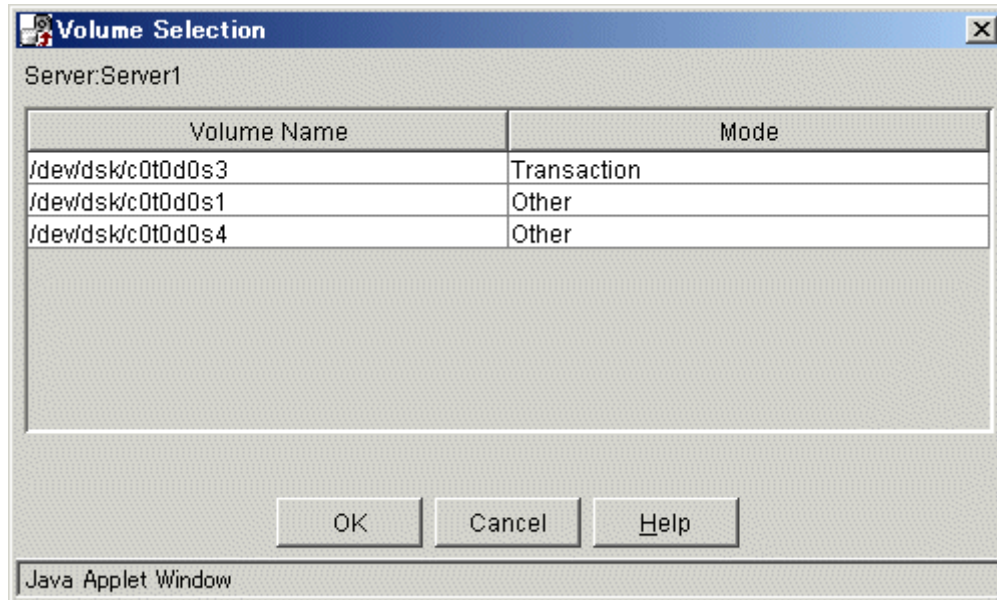 Volume Selection
Server:Server1
Volume Name Mode
/dev/dsk/c0t0d0s3 Transaction
/dev/dsk/c0t0d0s1 Other
/dev/dsk/c0t0d0s4 Other
OK Cancel Help
Java Applet Window